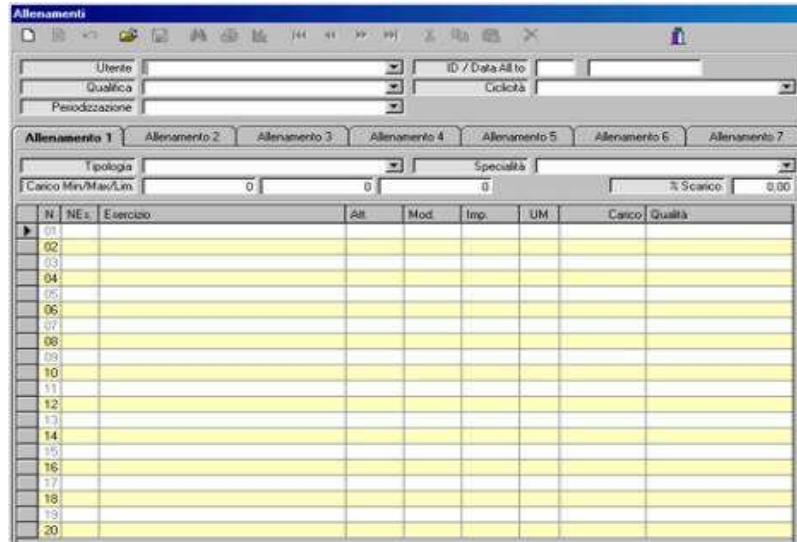 Allenamenti
Utente ID / Data All.to
Qualifica Ciclicità
Periodizzazione
Allenamento 1 Allenamento 2 Allenamento 3 Allenamento 4 Allenamento 5 Allenamento 6 Allenamento 7
Tipologia Specialità
Carico Min/Max/Lim. 0 0 0 % Scarico 0,00
N NEs. Esercizio Att. Mod. Imp. UM Carico Qualità
01
02
03
04
05
06
07
08
09
10
11
12
13
14
15
16
17
18
19
20